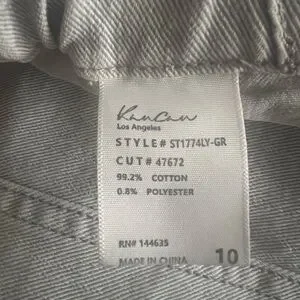 KanCan
Los Angeles
STYLE# ST1774LY-GR
CUT# 47672
99.2% COTTON
0.8% POLYESTER
RN# 144635
MADE IN CHINA 10